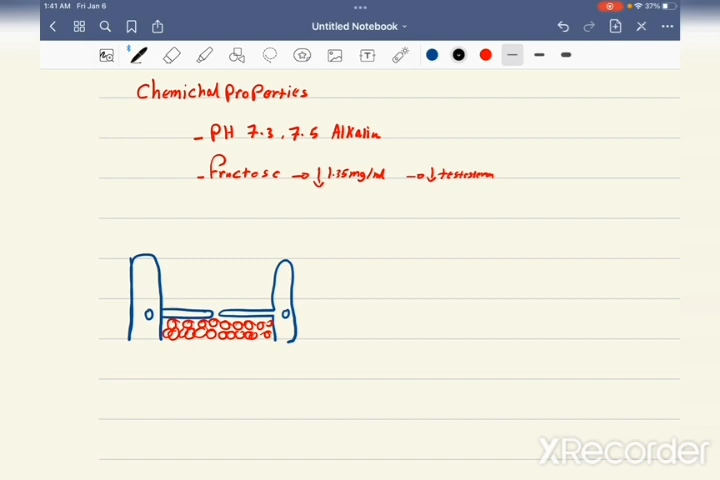 1:41 AM Fri Jan 6
37%
Untitled Notebook
Chemichal Properties
- PH 7.3, 7.5 Alkalin
- Fructose → ↓ 1.35mg/ml → ↓ testesteron
XRecorder